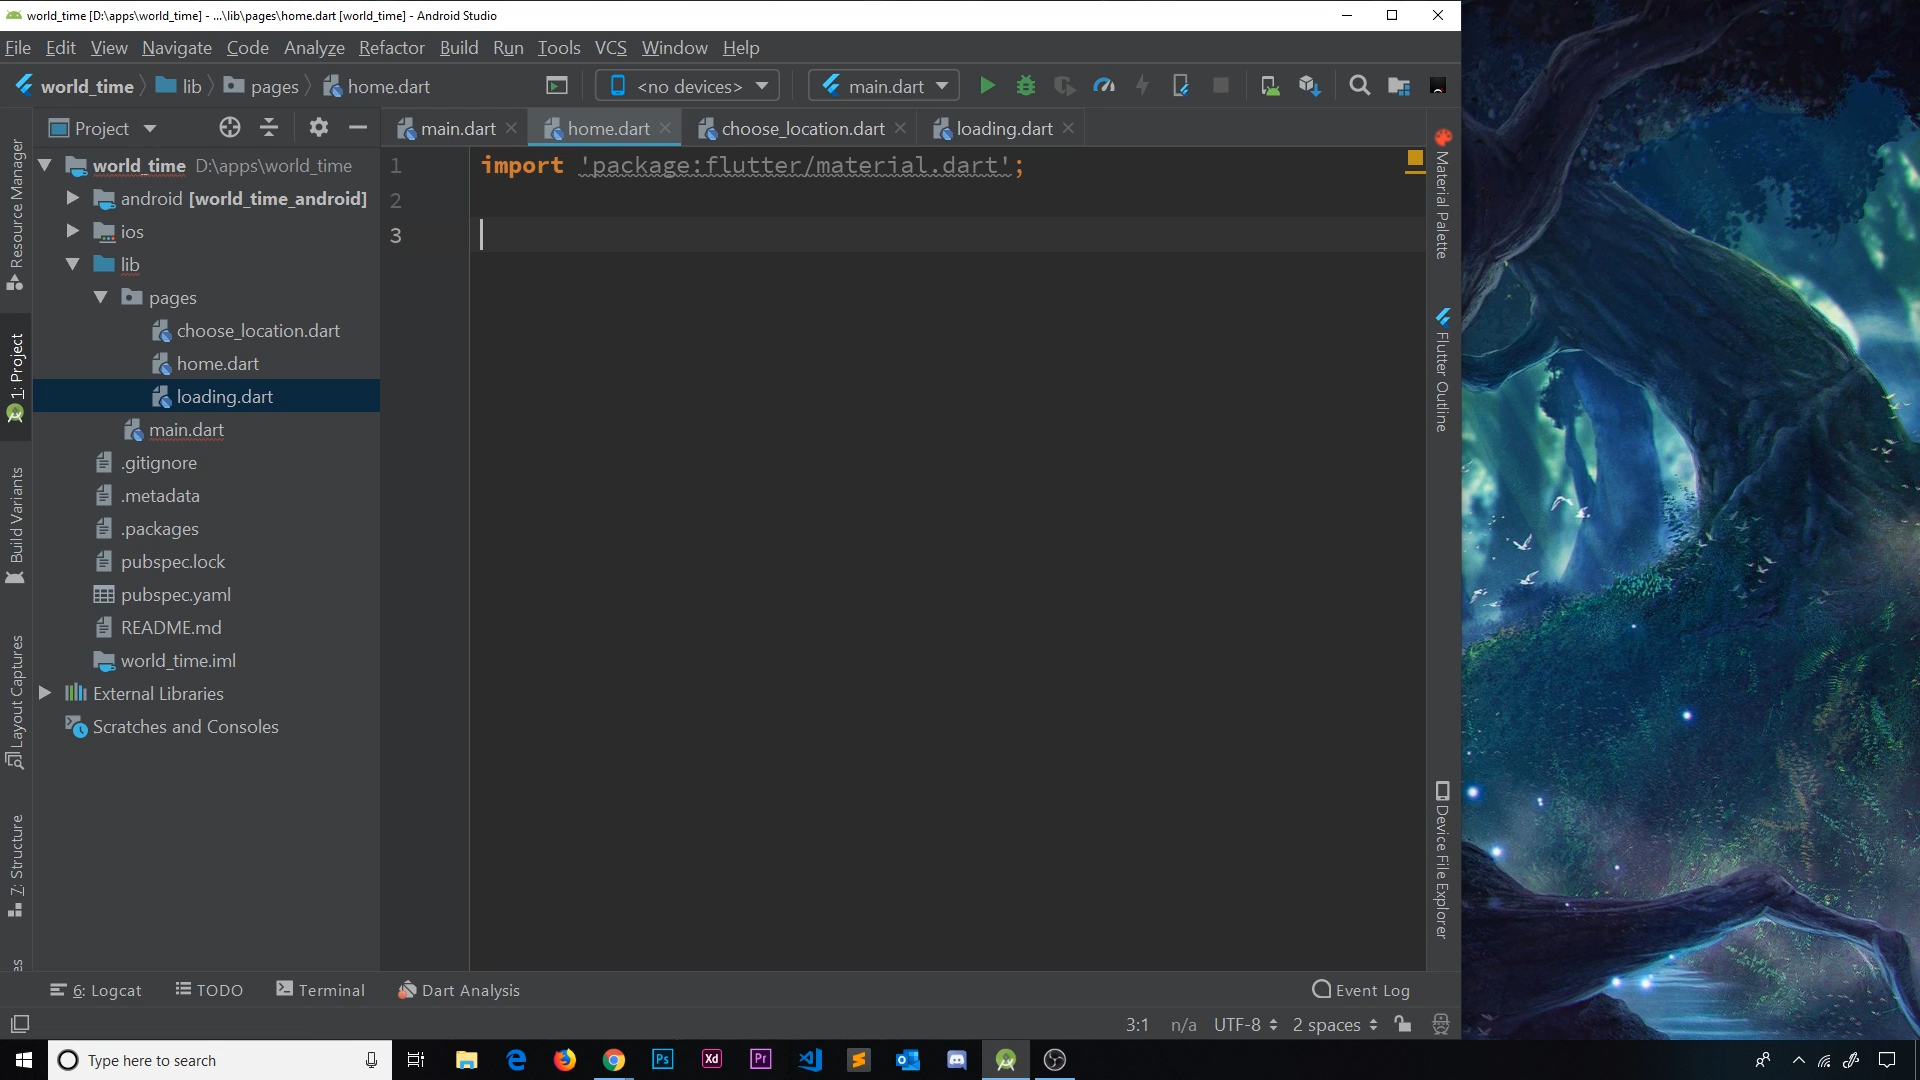 world_time [D:\apps\world_time] - ...\lib\pages\home.dart [world_time] - Android Studio
File Edit View Navigate Code Analyze Refactor Build Run Tools VCS Window Help
world_time lib pages home.dart <no devices> main.dart
Project
main.dart home.dart choose_location.dart loading.dart
world_time D:\apps\world_time
android [world_time_android]
ios
lib
pages
choose_location.dart
home.dart
loading.dart
main.dart
.gitignore
.metadata
.packages
pubspec.lock
pubspec.yaml
README.md
world_time.iml
External Libraries
Scratches and Consoles
1 import 'package:flutter/material.dart';
2
3
Resource Manager
1: Project
Build Variants
Layout Captures
7: Structure
es
Material Palette
Flutter Outline
Device File Explorer
6: Logcat TODO Terminal Dart Analysis Event Log
3:1 n/a UTF-8 2 spaces
Type here to search
Ps
Xd
Pr